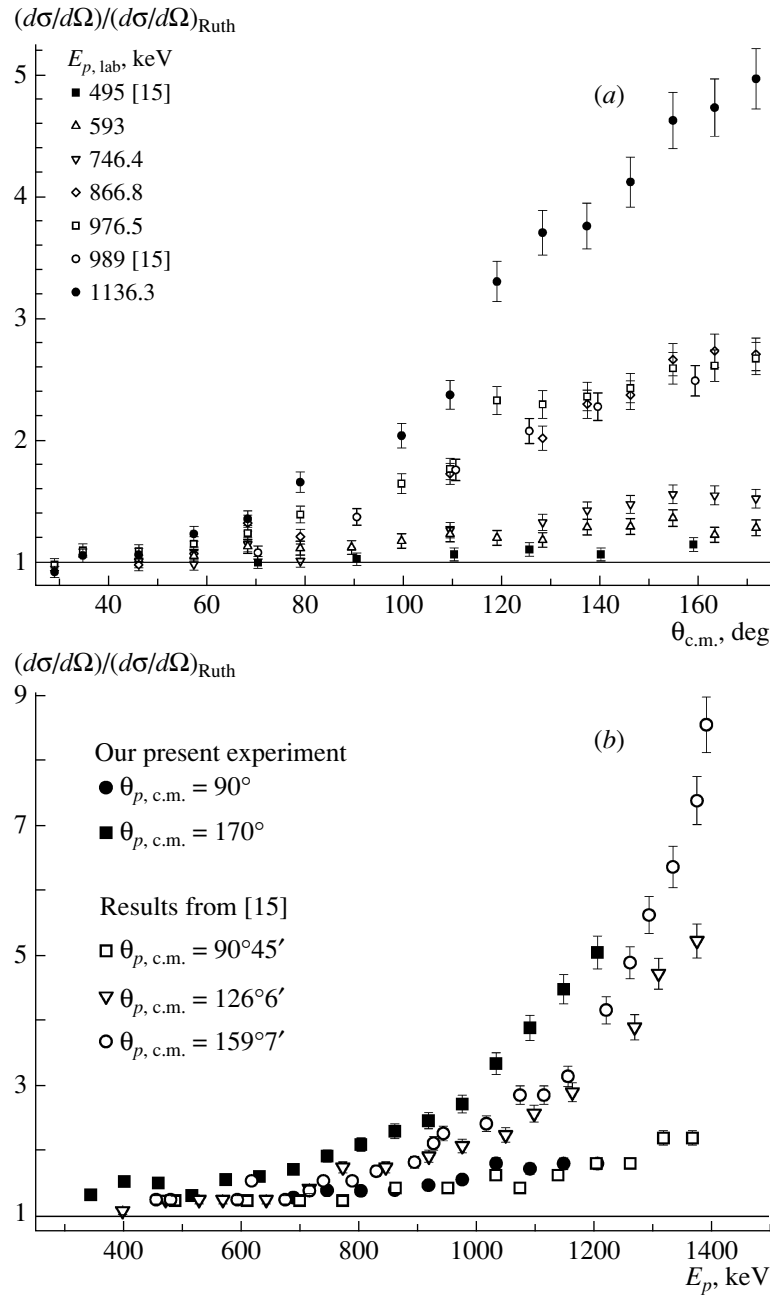 (dσ/dΩ)/(dσ/dΩ)Ruth
E p, lab, keV
495 [15]
593
746.4
866.8
976.5
989 [15]
1136.3
(a)
5
4
3
2
1
40 60 80 100 120 140 160
θc.m., deg
(dσ/dΩ)/(dσ/dΩ)Ruth
9
(b)
Our present experiment
θp, c.m. = 90°
θp, c.m. = 170°
7
Results from [15]
θp, c.m. = 90°45′
θp, c.m. = 126°6′
θp, c.m. = 159°7′
5
3
1
400 600 800 1000 1200 1400
Ep, keV